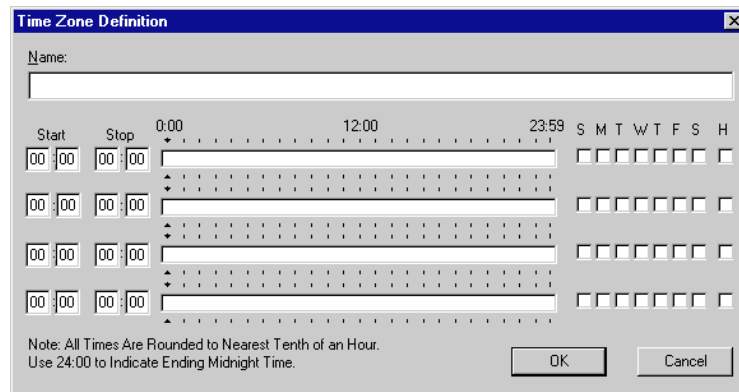 Time Zone Definition
Name:
Start Stop 0:00 12:00 23:59 S M T W T F S H
00 :00 00 :00
00 :00 00 :00
00 :00 00 :00
00 :00 00 :00
Note: All Times Are Rounded to Nearest Tenth of an Hour.
Use 24:00 to Indicate Ending Midnight Time.
OK Cancel